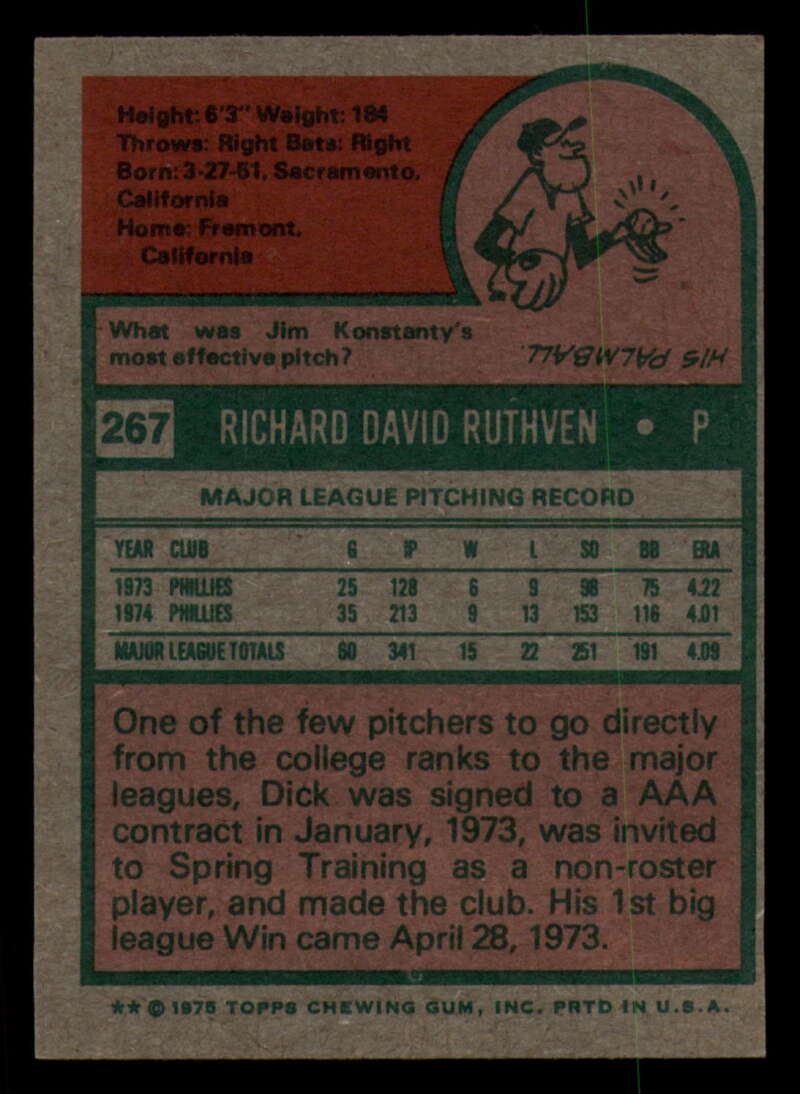 Height: 6'3" Weight: 184
Throws: Right Bats: Right
Born: 3-27-51, Sacramento,
California
Home: Fremont,
California
What was Jim Konstanty's
most effective pitch?
HIS PALMBALL.
267 RICHARD DAVID RUTHVEN • P
MAJOR LEAGUE PITCHING RECORD
YEAR CLUB G IP W L SO BB ERA
1973 PHILLIES 25 128 6 9 98 75 4.22
1974 PHILLIES 35 213 9 13 153 116 4.01
MAJOR LEAGUE TOTALS 60 341 15 22 251 191 4.09
One of the few pitchers to go directly
from the college ranks to the major
leagues, Dick was signed to a AAA
contract in January, 1973, was invited
to Spring Training as a non-roster
player, and made the club. His 1st big
league Win came April 28, 1973.
** © 1975 TOPPS CHEWING GUM, INC. PRTD IN U.S.A.